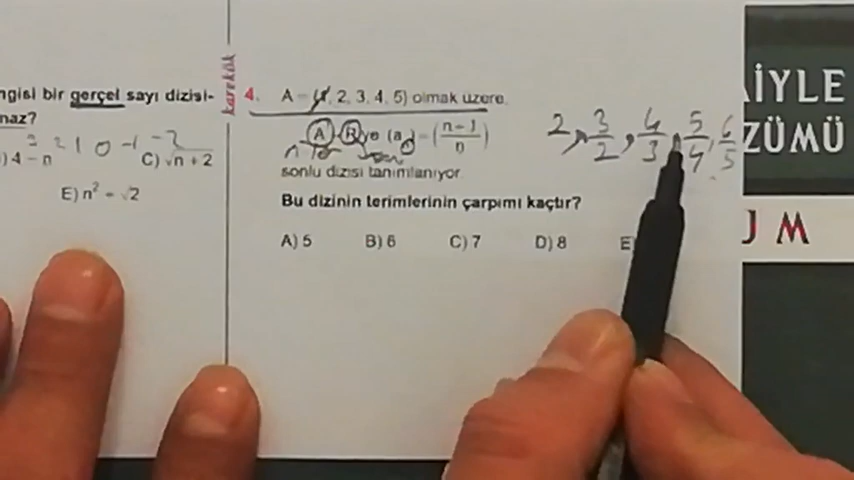 ngisi bir gerçel sayı dizisi-
naz?
3 2 1 0 -1 -2
4 - n C) √n + 2
E) n² - √2
karekök
4. A = {1, 2, 3, 4, 5} olmak üzere,
A R ye (aₙ) = (n+1/n)
sonlu dizisi tanımlanıyor.
Bu dizinin terimlerinin çarpımı kaçtır?
A) 5 B) 6 C) 7 D) 8 E)
2, 3/2, 4/3, 5/4, 6/5
İYLE
ZÜMÜ
UM